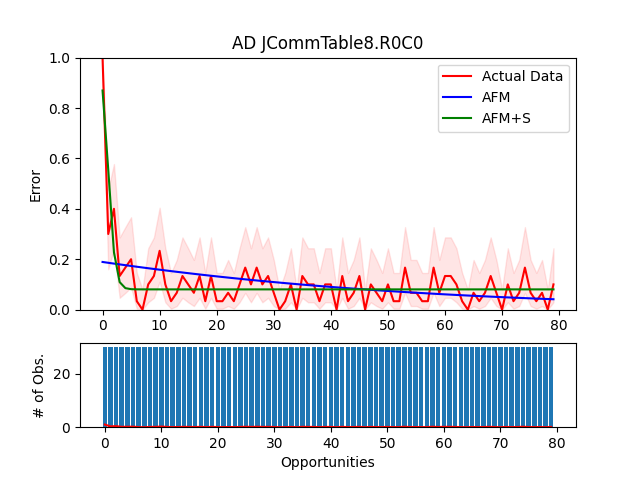 AD JCommTable8.R0C0
Error
1.0
0.8
0.6
0.4
0.2
0.0
Actual Data
AFM
AFM+S
0 10 20 30 40 50 60 70 80
# of Obs.
20
0
0 10 20 30 40 50 60 70 80
Opportunities